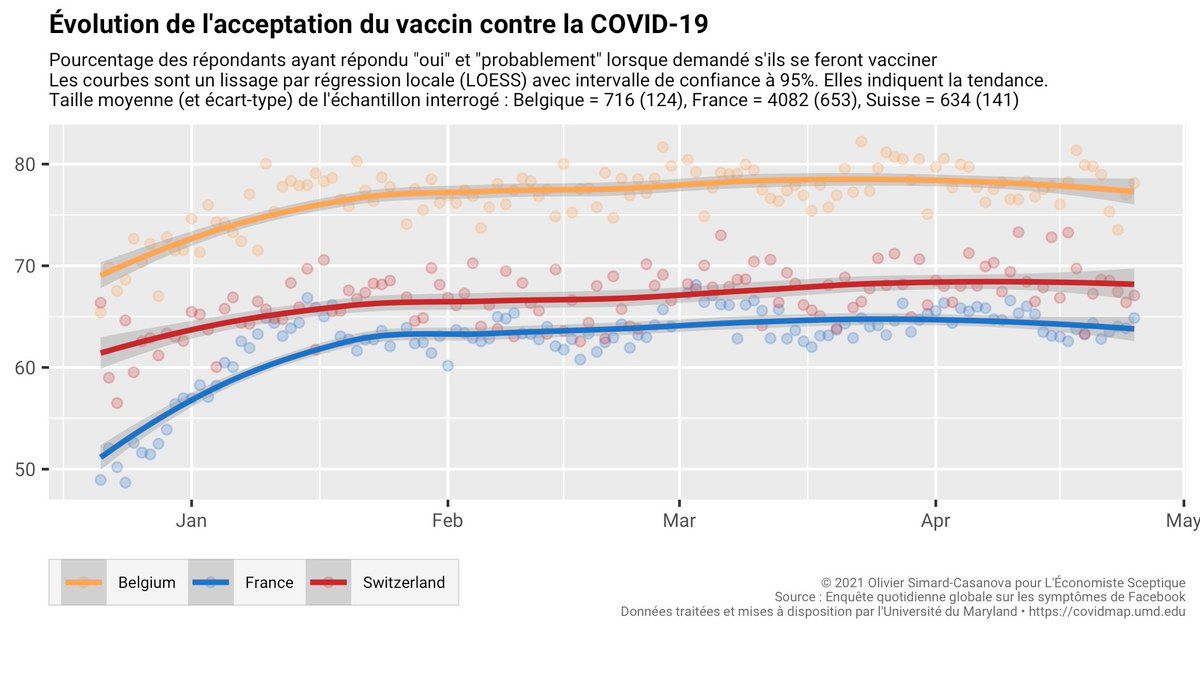 Évolution de l'acceptation du vaccin contre la COVID-19
Pourcentage des répondants ayant répondu "oui" et "probablement" lorsque demandé s'ils se feront vacciner
Les courbes sont un lissage par régression locale (LOESS) avec intervalle de confiance à 95%. Elles indiquent la tendance.
Taille moyenne (et écart-type) de l'échantillon interrogé : Belgique = 716 (124), France = 4082 (653), Suisse = 634 (141)
80
70
60
50
Jan Feb Mar Apr May
Belgium France Switzerland
© 2021 Olivier Simard-Casanova pour L'Économiste Sceptique
Source : Enquête quotidienne globale sur les symptômes de Facebook
Données traitées et mises à disposition par l'Université du Maryland • https://covidmap.umd.edu